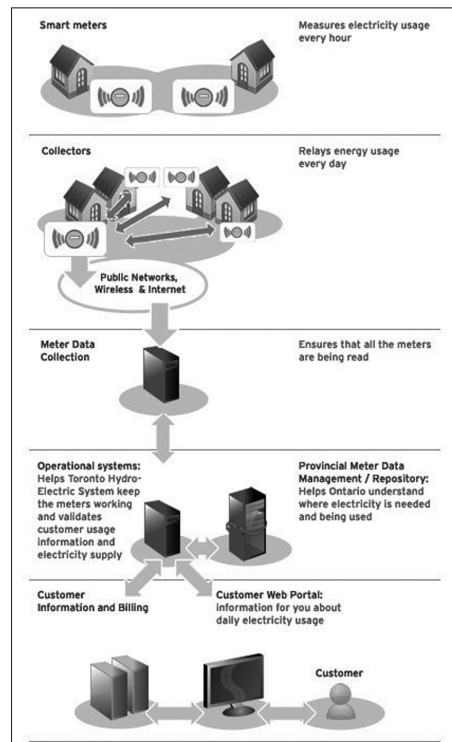 Smart meters
Measures electricity usage
every hour
Collectors
Relays energy usage
every day
Public Networks,
Wireless & Internet
Meter Data
Collection
Ensures that all the meters
are being read
Operational systems:
Helps Toronto Hydro-
Electric System keep
the meters working
and validates
customer usage
information and
electricity supply
Provincial Meter Data
Management / Repository:
Helps Ontario understand
where electricity is needed
and being used
Customer
Information and Billing
Customer Web Portal:
information for you about
daily electricity usage
Customer